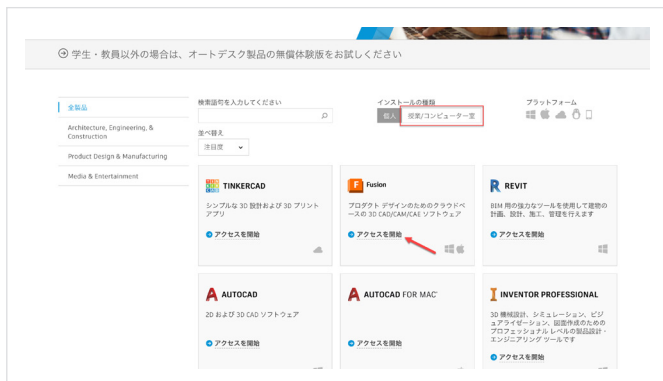 学生・教員以外の場合は、オートデスク製品の無償体験版をお試しください
全製品
Architecture, Engineering, &
Construction
Product Design & Manufacturing
Media & Entertainment
検索語句を入力してください
インストールの種類
プラットフォーム
個人
授業/コンピューター室
並べ替え
注目度
TINKERCAD
シンプルな 3D 設計および 3D プリント
アプリ
アクセスを開始
Fusion
プロダクト デザインのためのクラウドベ
ースの 3D CAD/CAM/CAE ソフトウェア
アクセスを開始
REVIT
BIM 用の強力なツールを使用して建物の
計画、設計、施工、管理を行えます
アクセスを開始
AUTOCAD
2D および 3D CAD ソフトウェア
アクセスを開始
AUTOCAD FOR MAC
アクセスを開始
INVENTOR PROFESSIONAL
3D 機械設計、シミュレーション、ビジ
ュアライゼーション、図面作成のための
プロフェッショナル レベルの製品設計・
エンジニアリング ツールです
アクセスを開始